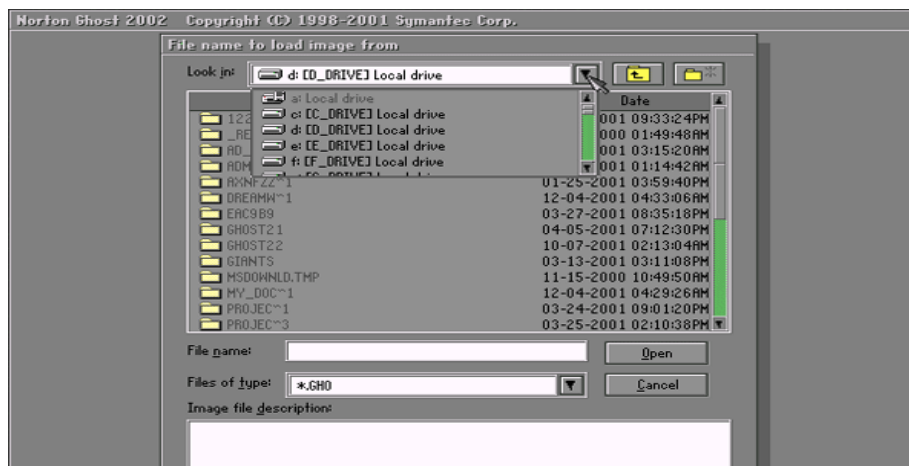 Norton Ghost 2002 Copyright (C) 1998-2001 Symantec Corp.
File name to load image from
Look in: d: [D_DRIVE] Local drive
a: Local drive
c: [C_DRIVE] Local drive
d: [D_DRIVE] Local drive
e: [E_DRIVE] Local drive
f: [F_DRIVE] Local drive
Date
122 001 09:33:24PM
_RE 000 01:49:48AM
AD_ 001 03:15:20AM
ADM 001 01:14:42AM
AXNFZZ~1 01-25-2001 03:59:40PM
DREAMW~1 12-04-2001 04:33:06AM
EAC9B9 03-27-2001 08:35:18PM
GHOST21 04-05-2001 07:12:30PM
GHOST22 10-07-2001 02:13:04AM
GIANTS 03-13-2001 03:11:08PM
MSDOWNLD.TMP 11-15-2000 10:49:50AM
MY_DOC~1 12-04-2001 04:29:26AM
PROJEC~1 03-24-2001 09:01:20PM
PROJEC~3 03-25-2001 02:10:38PM
File name: Open
Files of type: *.GHO Cancel
Image file description: